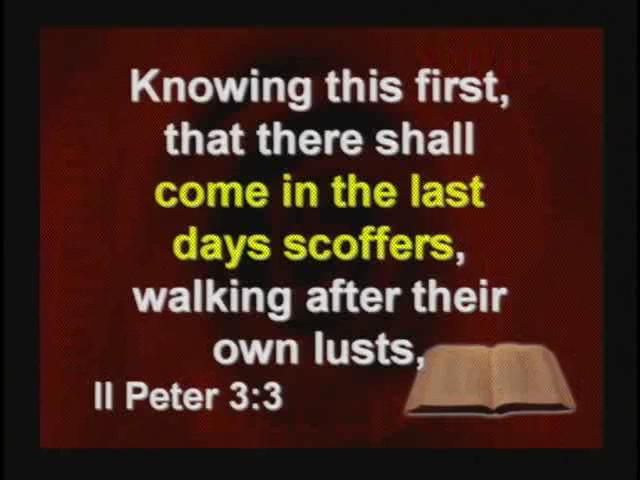 Knowing this first,
that there shall
come in the last
days scoffers,
walking after their
own lusts,
II Peter 3:3